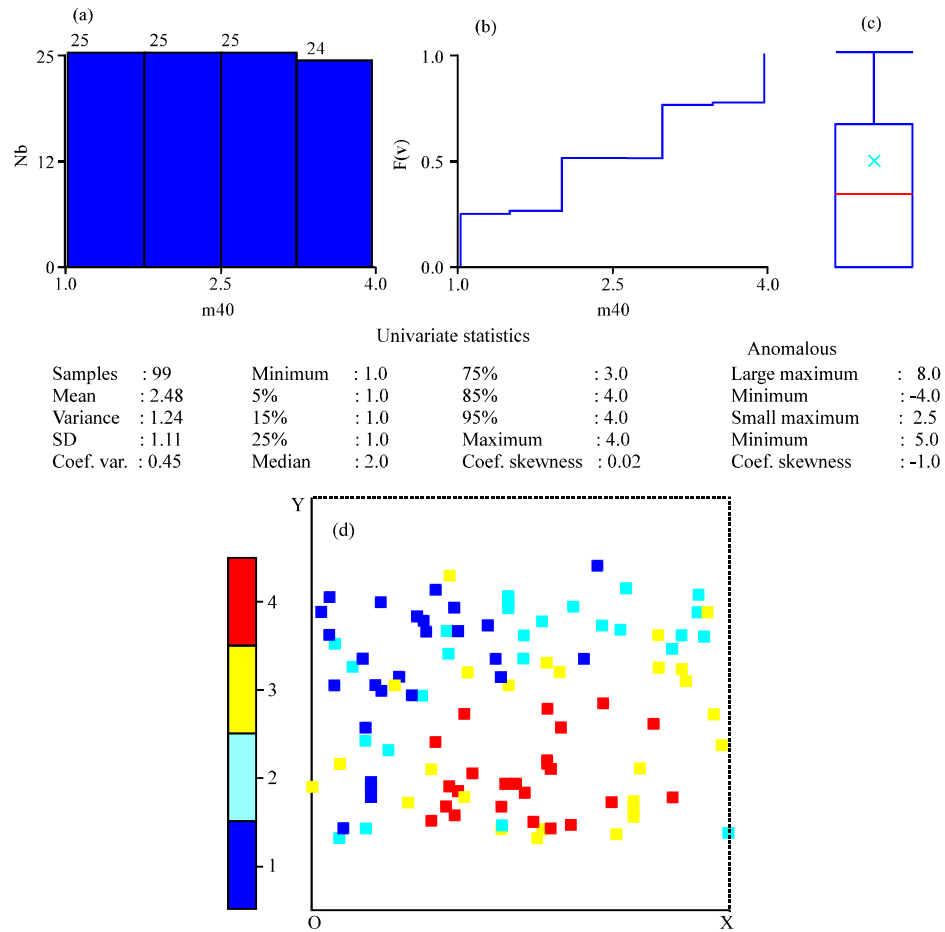 (a)
25 25 25 24
25
12
0
Nb
1.0 2.5 4.0
m40
(b)
1.0
0.5
0.0
F(v)
1.0 2.5 4.0
m40
(c)
Univariate statistics
Anomalous
Samples : 99 Minimum : 1.0 75% : 3.0 Large maximum : 8.0
Mean : 2.48 5% : 1.0 85% : 4.0 Minimum : -4.0
Variance : 1.24 15% : 1.0 95% : 4.0 Small maximum : 2.5
SD : 1.11 25% : 1.0 Maximum : 4.0 Minimum : 5.0
Coef. var. : 0.45 Median : 2.0 Coef. skewness : 0.02 Coef. skewness : -1.0
Y
(d)
4
3
2
1
O X